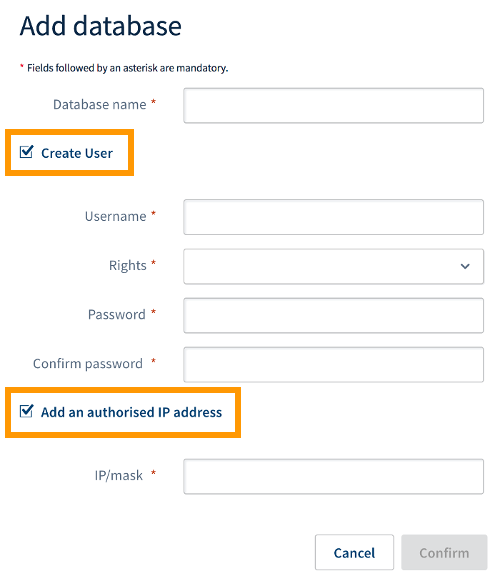 Add database
* Fields followed by an asterisk are mandatory.
Database name *
Create User
Username *
Rights *
Password *
Confirm password *
Add an authorised IP address
IP/mask *
Cancel Confirm